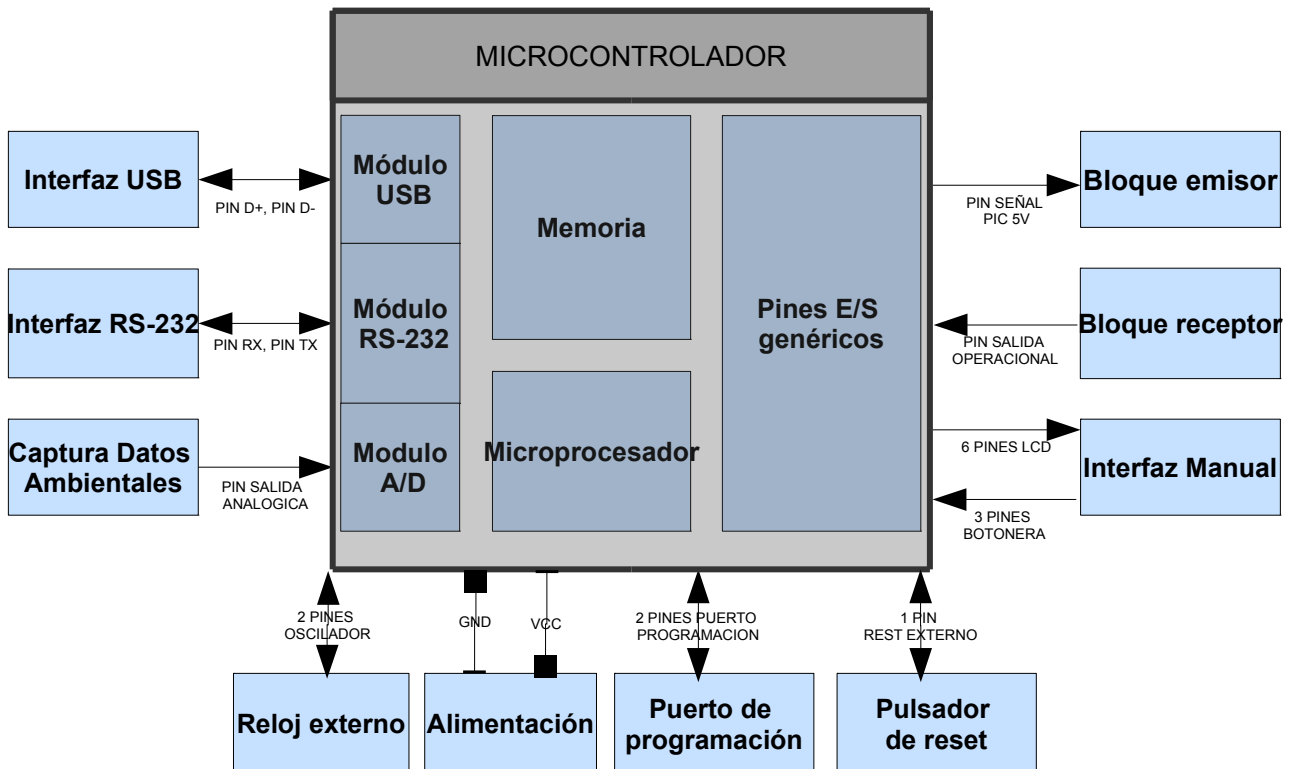 MICROCONTROLADOR
Interfaz USB
PIN D+, PIN D-
Interfaz RS-232
PIN RX, PIN TX
Captura Datos
Ambientales
PIN SALIDA
ANALOGICA
Módulo
USB
Módulo
RS-232
Modulo
A/D
Memoria
Microprocesador
Pines E/S
genéricos
PIN SEÑAL
PIC 5V
Bloque emisor
PIN SALIDA
OPERACIONAL
Bloque receptor
6 PINES LCD
Interfaz Manual
3 PINES
BOTONERA
2 PINES
OSCILADOR
GND
VCC
2 PINES PUERTO
PROGRAMACION
1 PIN
REST EXTERNO
Reloj externo
Alimentación
Puerto de
programación
Pulsador
de reset